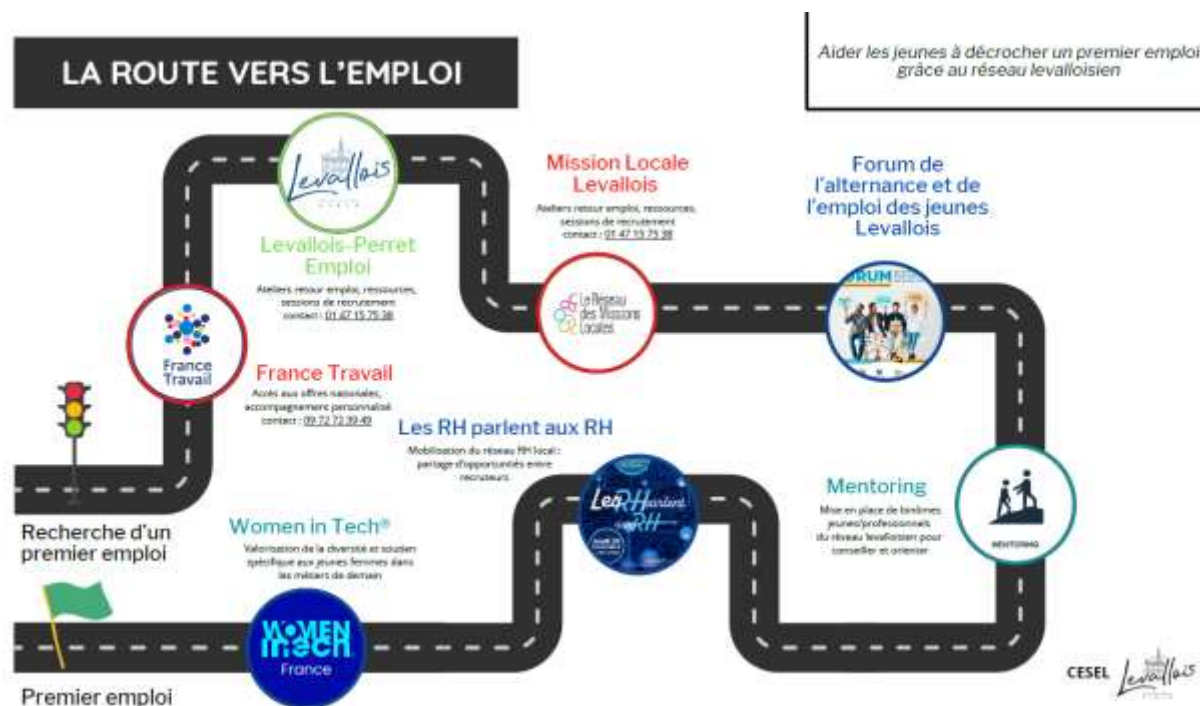 LA ROUTE VERS L'EMPLOI
Aider les jeunes à décrocher un premier emploi
grâce au réseau levalloisien
Levallois
Levallois-Perret
Emploi
Ateliers retour emploi, ressources,
sessions de recrutement
contact : 01 47 15 75 38
Mission Locale
Levallois
Ateliers retour emploi, ressources,
sessions de recrutement
contact : 01 47 15 75 38
Le Réseau
des Missions
Locales
Forum de
l'alternance et de
l'emploi des jeunes
Levallois
France
Travail
France Travail
Accès aux offres nationales,
accompagnement personnalisé
contact : 09 72 72 39 49
Les RH parlent aux RH
Mobilisation du réseau RH local :
partage d'opportunités entre
recruteurs
Les RH parlent
aux RH
Mentoring
Mise en place de binômes
jeunes/professionnels
du réseau levalloisien pour
conseiller et orienter
MENTORING
Recherche d'un
premier emploi
Women in Tech®
Valorisation de la diversité et soutien
spécifique aux jeunes femmes dans
les métiers de demain
WOMEN
in TECH
France
Premier emploi
CESEL
Levallois